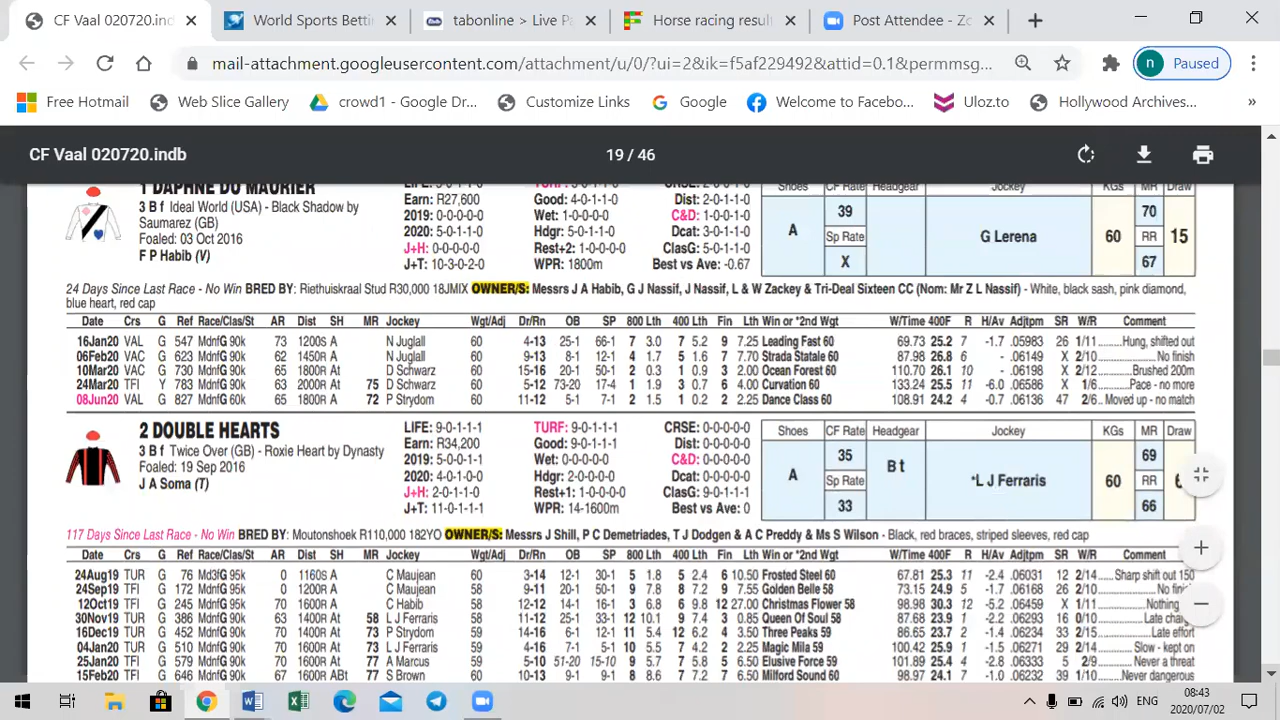 CF Vaal 020720.ind
World Sports Betti
tabonline > Live P
Horse racing resul
Post Attendee - Zo
mail-attachment.googleusercontent.com/attachment/u/0/?ui=2&ik=f5af229492&attid=0.1&permmsg...
n Paused
Free Hotmail
Web Slice Gallery
crowd1 - Google Dr...
Customize Links
Google
Welcome to Facebo...
Uloz.to
Hollywood Archives...
»
CF Vaal 020720.indb
19 / 46
1 DAPHNE DU MAURIER
3 B f Ideal World (USA) - Black Shadow by
Saumarez (GB)
Foaled: 03 Oct 2016
F P Habib (V)
LIFE: 5-0-1-1-0
Earn: R27,600
2019: 0-0-0-0-0
2020: 5-0-1-1-0
J+H: 0-0-0-0-0
J+T: 10-3-0-2-0
TURF: 5-0-1-1-0
Good: 4-0-1-1-0
Wet: 1-0-0-0-0
Hdgr: 5-0-1-1-0
Rest+2: 1-0-0-0-0
WPR: 1800m
CRSE: 2-0-0-1-0
Dist: 2-0-1-1-0
C&D: 1-0-0-1-0
Dcat: 3-0-1-1-0
ClasG: 5-0-1-1-0
Best vs Ave: -0.67
Shoes CF Rate Headgear Jockey KGs MR Draw
A 39 Sp Rate X G Lerena 60 70 RR 67 15
24 Days Since Last Race - No Win BRED BY: Riethuiskraal Stud R30,000 18JMIX OWNER/S: Messrs J A Habib, G J Nassif, J Nassif, L & W Zackey & Tri-Deal Sixteen CC (Nom: Mr Z L Nassif) - White, black sash, pink diamond,
blue heart, red cap
Date Crs G Ref Race/Clas/St AR Dist SH MR Jockey Wgt/Adj Dr/Rn OB SP 800 Lth 400 Lth Fin Lth Win or *2nd Wgt W/Time 400F R H/Av Adjtpm SR W/R Comment
16Jan20 VAL G 547 MdnfG 90k 73 1200S A N Juglall 60 4-13 25-1 66-1 7 3.0 7 5.2 9 7.25 Leading Fast 60 69.73 25.2 7 -1.7 .05983 26 1/11 ........Hung, shifted out
06Feb20 VAC G 623 MdnfG 90k 62 1450R A N Juglall 60 9-13 8-1 12-1 4 1.7 5 1.6 7 7.70 Strada Statale 60 87.98 26.8 6 - .06149 X 2/10 ...................No finish
10Mar20 VAC G 730 MdnfG 90k 65 1800R A D Schwarz 60 15-16 20-1 50-1 2 0.3 1 0.9 3 2.00 Ocean Forest 60 110.70 26.1 10 - .06198 X 2/12 .............Brushed 200m
24Mar20 TFI Y 783 MdnfG 90k 63 2000R At 75 D Schwarz 60 5-12 73-20 17-4 1 1.9 3 0.7 6 4.00 Curvation 60 133.24 25.5 11 -6.0 .06586 X 1/6 .........Pace - no more
08Jun20 VAL G 827 MdnfG 90k 65 1800R At 72 P Strydom 60 11-12 5-1 7-1 2 1.5 1 0.2 2 2.25 Dance Class 60 108.91 24.2 4 -0.7 .06136 47 2/6 .. Moved up - no match
2 DOUBLE HEARTS
3 B f Twice Over (GB) - Roxie Heart by Dynasty
Foaled: 19 Sep 2016
J A Soma (T)
LIFE: 9-0-1-1-1
Earn: R34,200
2019: 5-0-0-1-1
2020: 4-0-1-0-0
J+H: 2-0-1-1-0
J+T: 11-0-1-1-1
TURF: 9-0-1-1-1
Good: 9-0-1-1-1
Wet: 0-0-0-0-0
Hdgr: 2-0-0-0-0
Rest+1: 1-0-0-0-0
WPR: 14-1600m
CRSE: 0-0-0-0-0
Dist: 0-0-0-0-0
C&D: 0-0-0-0-0
Dcat: 0-0-0-0-0
ClasG: 9-0-1-1-1
Best vs Ave: 0
Shoes CF Rate Headgear Jockey KGs MR Draw
A 35 Sp Rate 33 B t *L J Ferraris 60 69 RR 66
117 Days Since Last Race - No Win BRED BY: Moutonshoek R110,000 182YO OWNER/S: Messrs J Shill, P C Demetriades, T J Dodgen & A C Preddy & Ms S Wilson - Black, red braces, striped sleeves, red cap
Date Crs G Ref Race/Clas/St AR Dist SH MR Jockey Wgt/Adj Dr/Rn OB SP 800 Lth 400 Lth Fin Lth Win or *2nd Wgt W/Time 400F R H/Av Adjtpm SR W/R Comment
24Aug19 TUR G 76 Md3fG 95k 0 1160S A C Maujean 60 3-14 12-1 30-1 5 1.8 5 2.4 6 10.50 Frosted Steel 60 67.81 25.3 11 -2.4 .06031 12 2/14 ..... Sharp shift out 150
24Sep19 TFI G 172 MdnfG 95k 0 1200R A C Maujean 58 9-11 20-1 50-1 9 7.8 8 7.2 9 7.55 Golden Belle 58 73.15 24.9 5 -1.7 .06168 26 2/11 ...................No fin
12Oct19 TFI G 245 MdnfG 95k 70 1000R A C Habib 58 12-12 14-1 16-1 3 6.8 9 6.8 12 27.00 Christmas Flower 58 98.98 30.3 12 -5.2 .06459 X 1/11 ..................Nothing
30Nov19 TUR G 386 MdnfG 90k 63 1400R A 58 L J Ferraris 58 11-12 25-1 33-1 12 10.1 9 7.4 3 0.85 Queen Of Soul 58 87.68 23.9 1 -2.2 .06293 16 0/10 ...............Late charg
16Dec19 TUR G 452 MdnfG 90k 70 1400R At 73 P Strydom 59 14-16 6-1 12-1 11 5.4 12 6.2 4 3.50 Three Peaks 59 86.65 23.7 2 -1.4 .06234 33 2/15 ...............Late effort
04Jan20 TUR G 510 MdnfG 90k 70 1600R At 73 L J Ferraris 59 4-16 7-1 5-1 10 5.5 7 4.8 2 2.25 Magic Mila 59 100.42 25.9 1 -1.5 .06271 29 2/14 ............. Slow - kept on
25Jan20 TFI G 579 MdnfG 90k 70 1600R At 77 A Marcus 59 5-10 51-20 15-10 9 5.7 7 5.8 5 6.50 Elusive Force 59 101.89 25.4 4 -2.8 .06333 5 2/9 ............Never a threat
15Feb20 TFI G 646 MdnfG 90k 67 1600R ABt 77 S Brown 60 10-13 9-1 9-1 8 8.6 7 7.2 7 6.50 Milford Sound 60 98.97 24.1 8 -1.0 .06175 35 2/10 ..........Never dangerous
ENG
08:43
2020/07/02